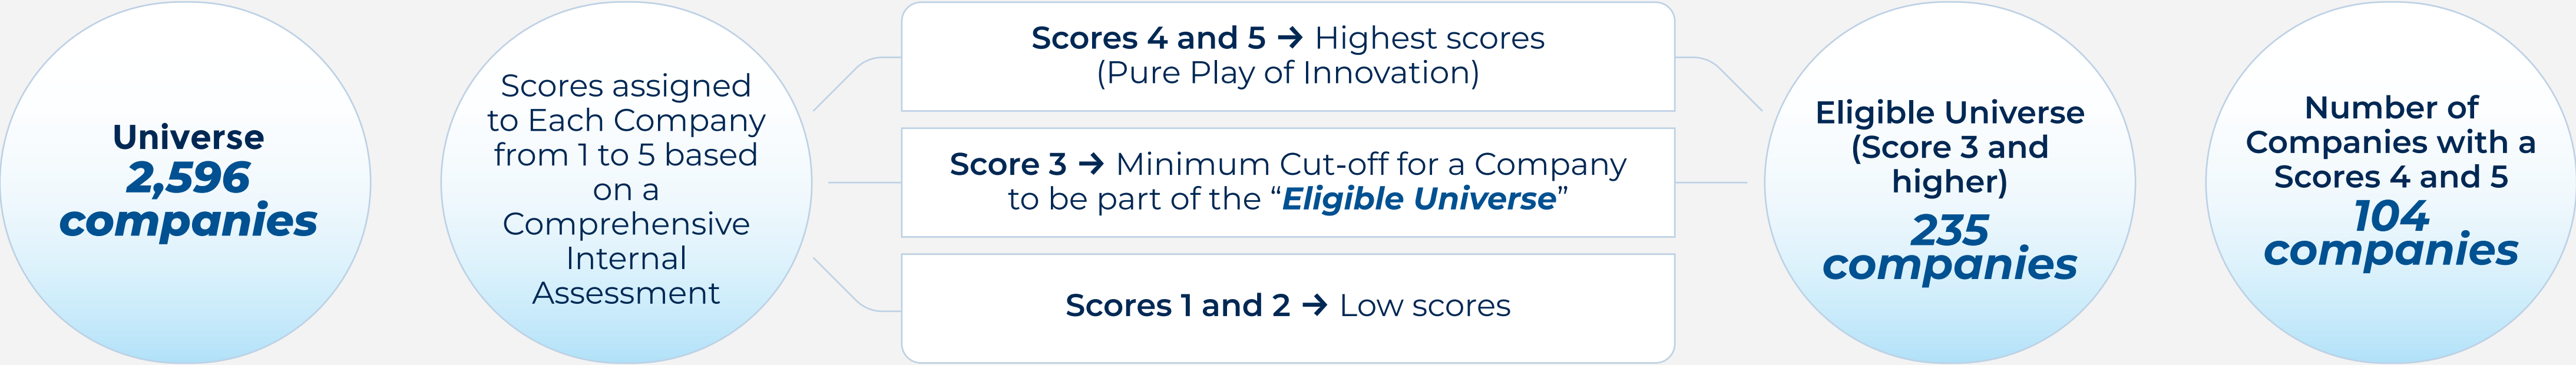 Universe
2,596
companies
Scores assigned
to Each Company
from 1 to 5 based
on a
Comprehensive
Internal
Assessment
Scores 4 and 5 → Highest scores
(Pure Play of Innovation)
Score 3 → Minimum Cut-off for a Company
to be part of the “Eligible Universe”
Scores 1 and 2 → Low scores
Eligible Universe
(Score 3 and
higher)
235
companies
Number of
Companies with a
Scores 4 and 5
104
companies